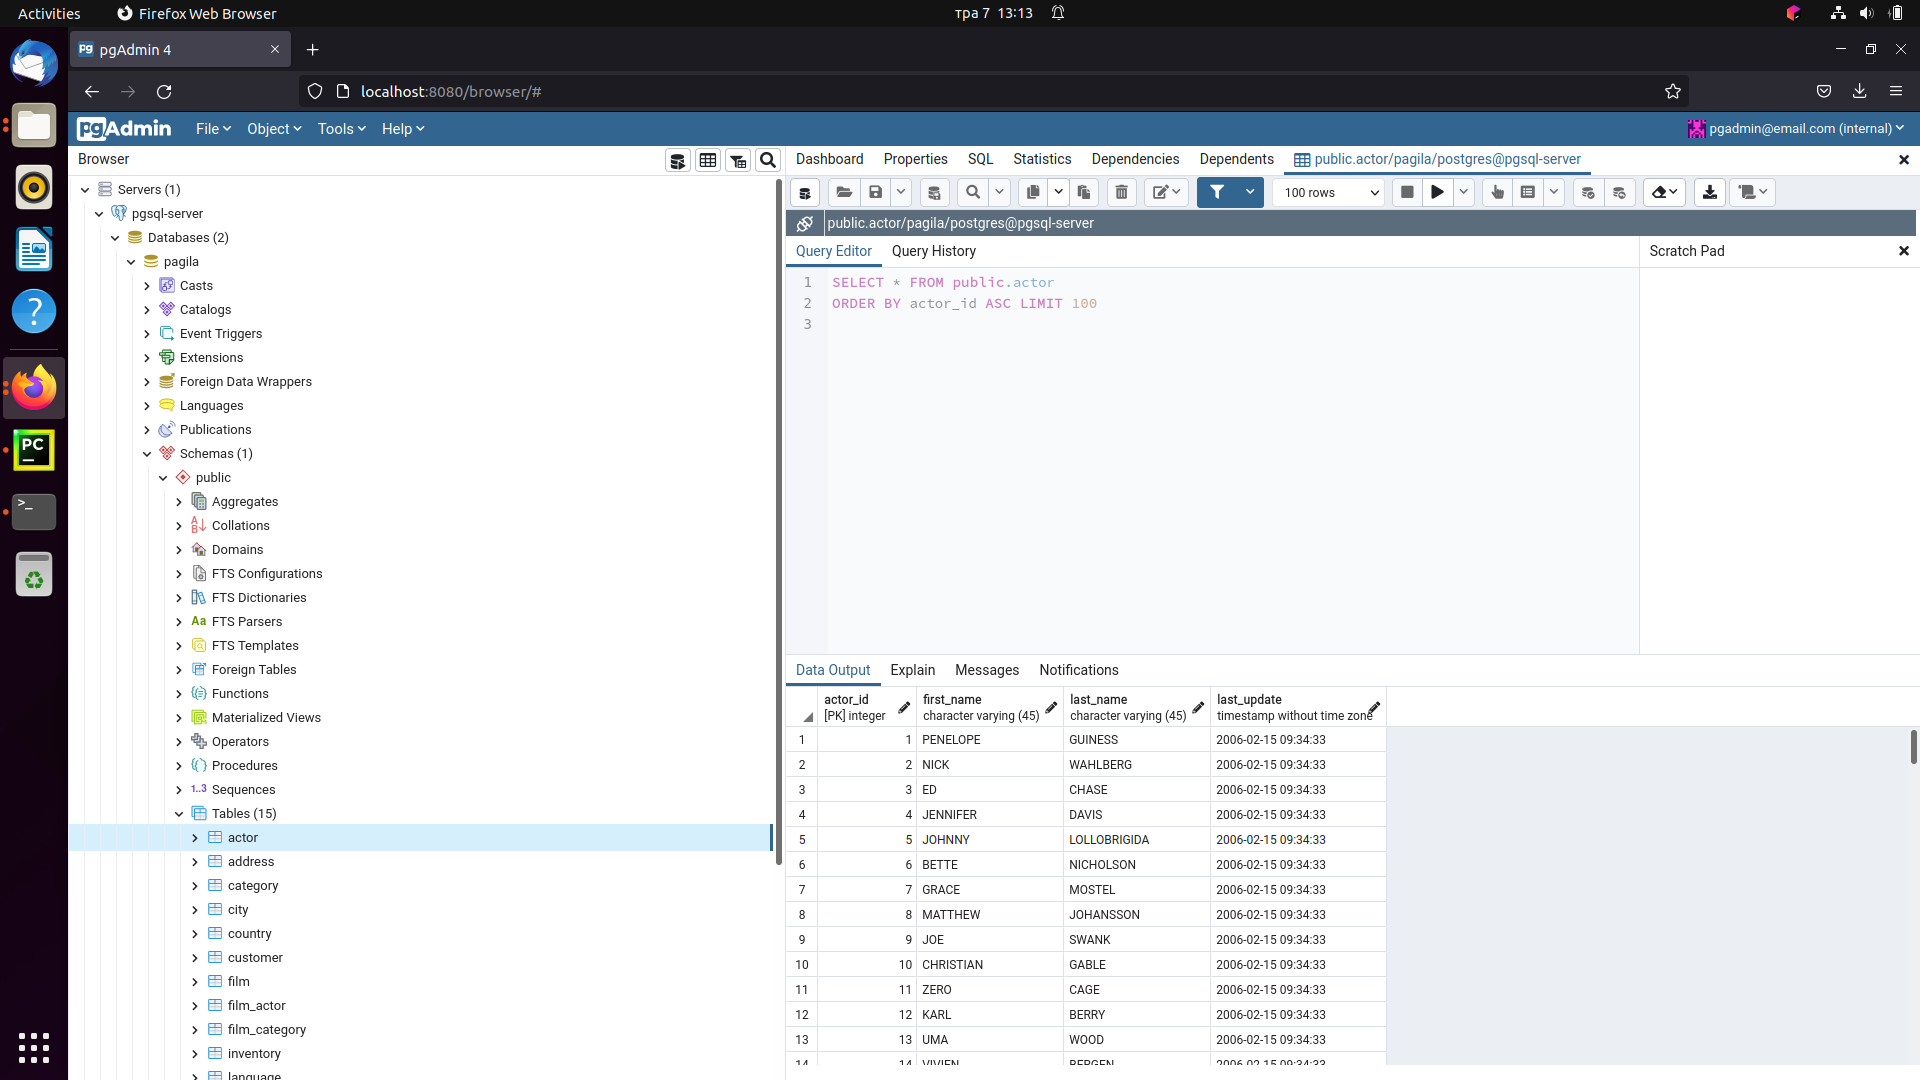 Activities
Firefox Web Browser
тра 7 13:13
pgAdmin 4
localhost:8080/browser/#
pgAdmin
File
Object
Tools
Help
pgadmin@email.com (internal)
Browser
Dashboard
Properties
SQL
Statistics
Dependencies
Dependents
public.actor/pagila/postgres@pgsql-server
100 rows
public.actor/pagila/postgres@pgsql-server
Query Editor
Query History
Scratch Pad
1 SELECT * FROM public.actor
2 ORDER BY actor_id ASC LIMIT 100
3
Servers (1)
pgsql-server
Databases (2)
pagila
Casts
Catalogs
Event Triggers
Extensions
Foreign Data Wrappers
Languages
Publications
Schemas (1)
public
Aggregates
Collations
Domains
FTS Configurations
FTS Dictionaries
Aa FTS Parsers
FTS Templates
Foreign Tables
Functions
Materialized Views
Operators
Procedures
1..3 Sequences
Tables (15)
actor
address
category
city
country
customer
film
film_actor
film_category
inventory
language
PC
>_
?
Data Output
Explain
Messages
Notifications
actor_id
[PK] integer
first_name
character varying (45)
last_name
character varying (45)
last_update
timestamp without time zone
1 1 PENELOPE GUINESS 2006-02-15 09:34:33
2 2 NICK WAHLBERG 2006-02-15 09:34:33
3 3 ED CHASE 2006-02-15 09:34:33
4 4 JENNIFER DAVIS 2006-02-15 09:34:33
5 5 JOHNNY LOLLOBRIGIDA 2006-02-15 09:34:33
6 6 BETTE NICHOLSON 2006-02-15 09:34:33
7 7 GRACE MOSTEL 2006-02-15 09:34:33
8 8 MATTHEW JOHANSSON 2006-02-15 09:34:33
9 9 JOE SWANK 2006-02-15 09:34:33
10 10 CHRISTIAN GABLE 2006-02-15 09:34:33
11 11 ZERO CAGE 2006-02-15 09:34:33
12 12 KARL BERRY 2006-02-15 09:34:33
13 13 UMA WOOD 2006-02-15 09:34:33
14 14 VIVIEN BERGEN 2006-02-15 09:34:33